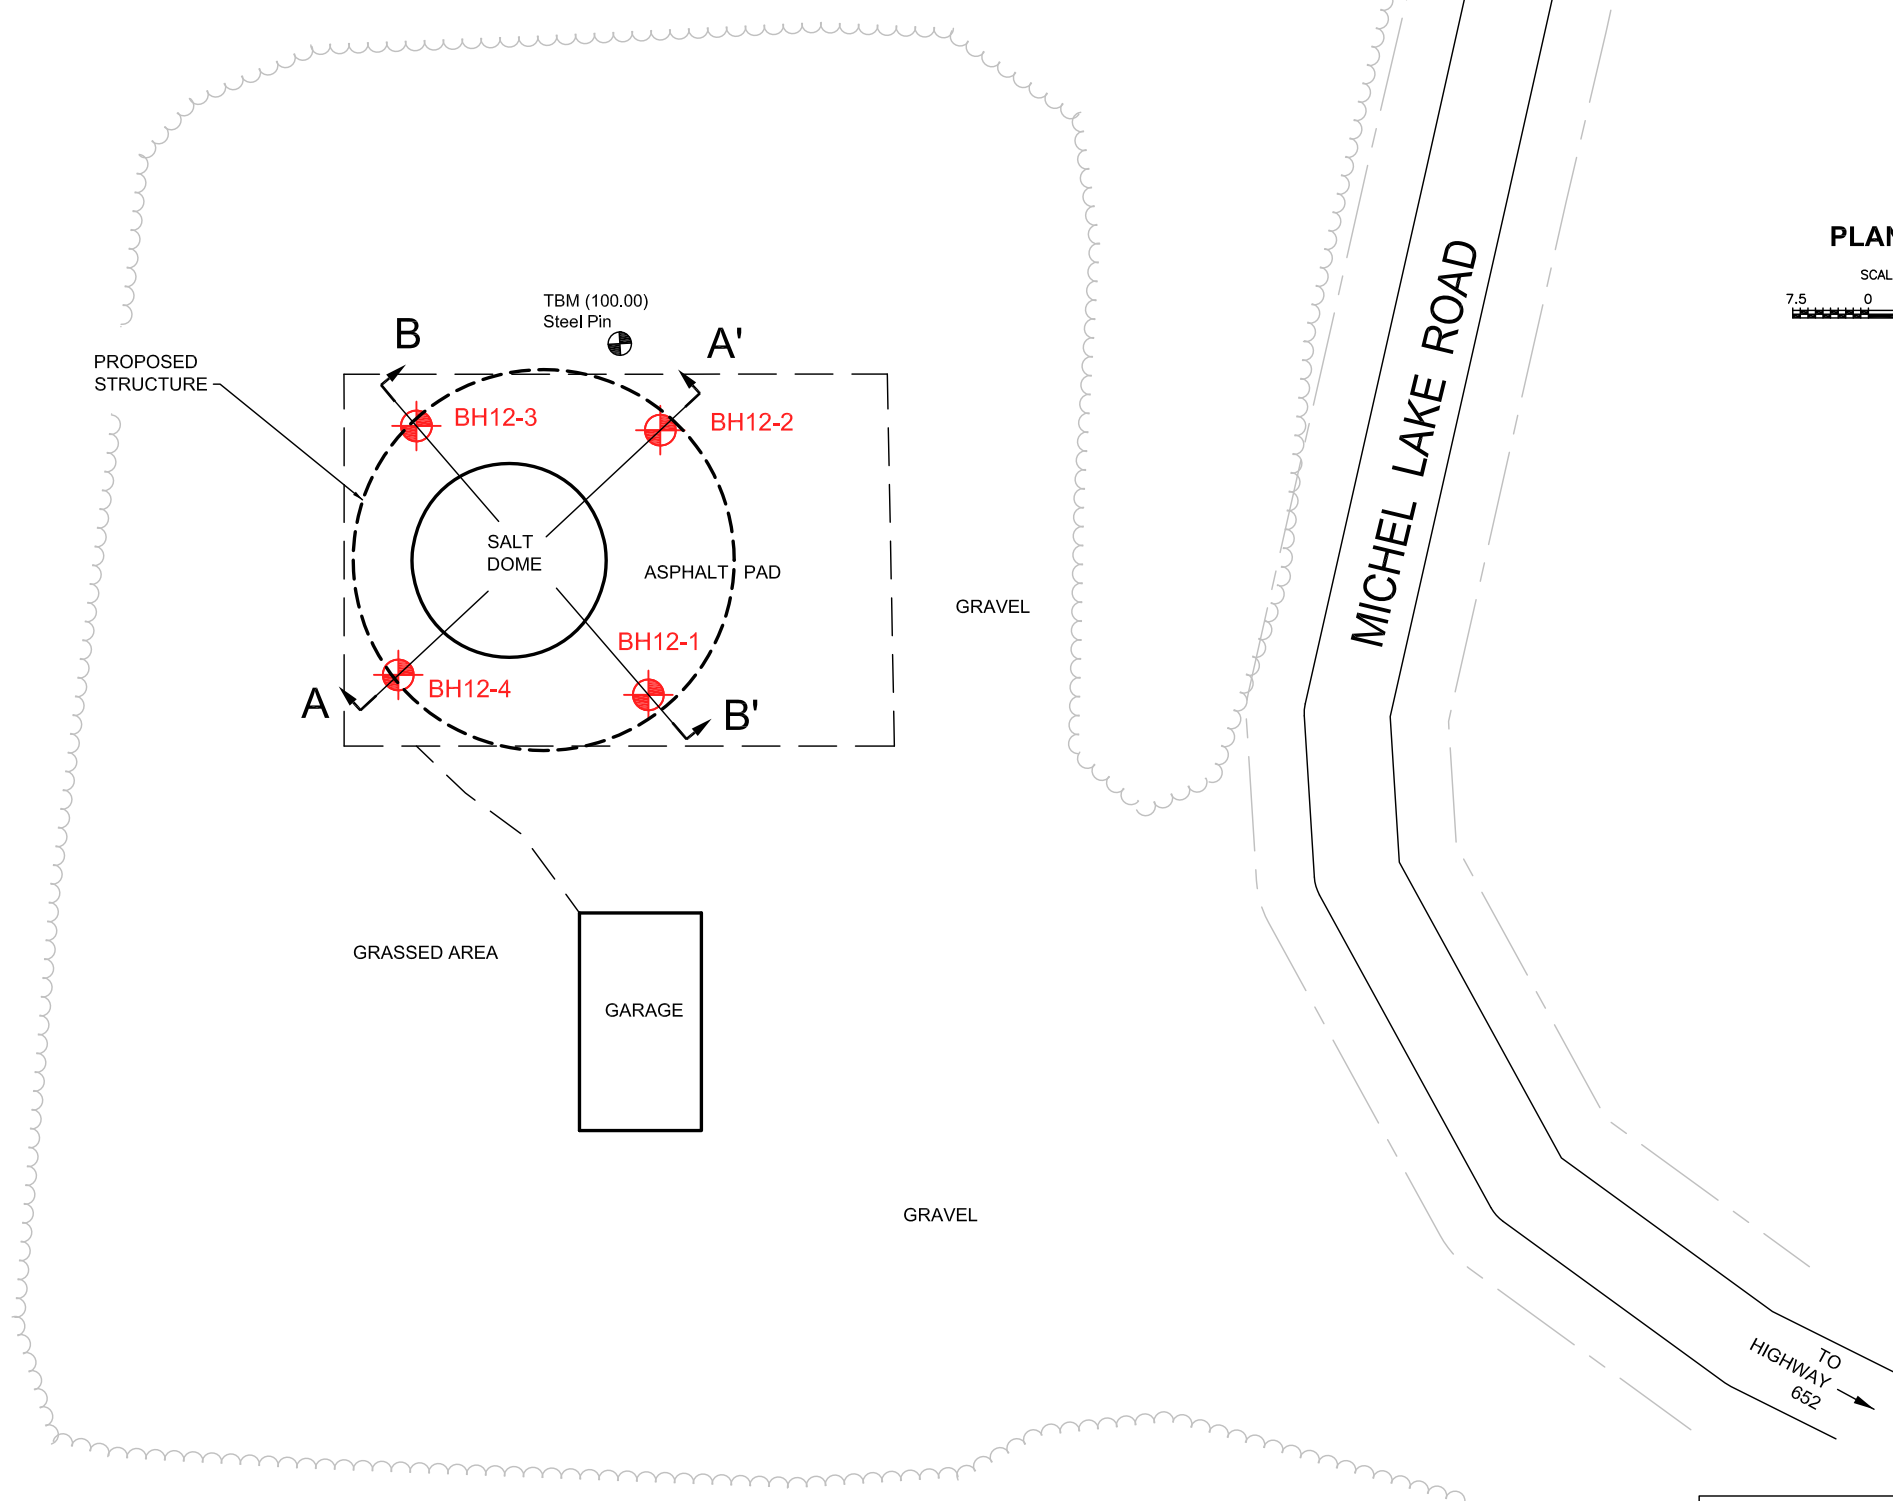 PLAN
SCAL
7.5 0
TBM (100.00)
Steel Pin
B
A'
PROPOSED
STRUCTURE
BH12-3
BH12-2
SALT
DOME
ASPHALT PAD
GRAVEL
BH12-1
BH12-4
A
B'
MICHEL LAKE ROAD
GRASSED AREA
GARAGE
GRAVEL
TO
HIGHWAY
652